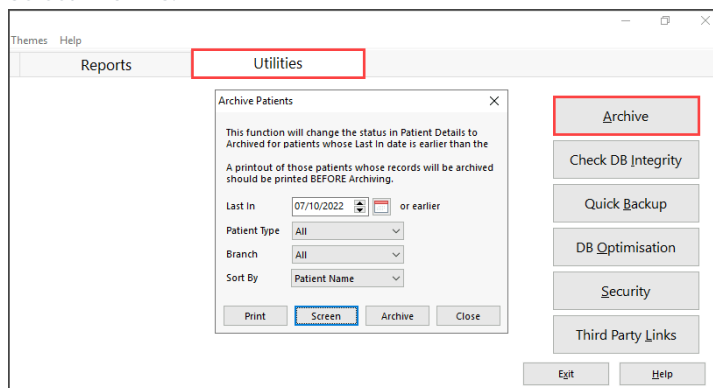 Themes Help
Reports Utilities
Archive Patients
This function will change the status in Patient Details to
Archived for patients whose Last In date is earlier than the
A printout of those patients whose records will be archived
should be printed BEFORE Archiving.
Last In 07/10/2022 or earlier
Patient Type All
Branch All
Sort By Patient Name
Print Screen Archive Close
Archive
Check DB Integrity
Quick Backup
DB Optimisation
Security
Third Party Links
Exit Help